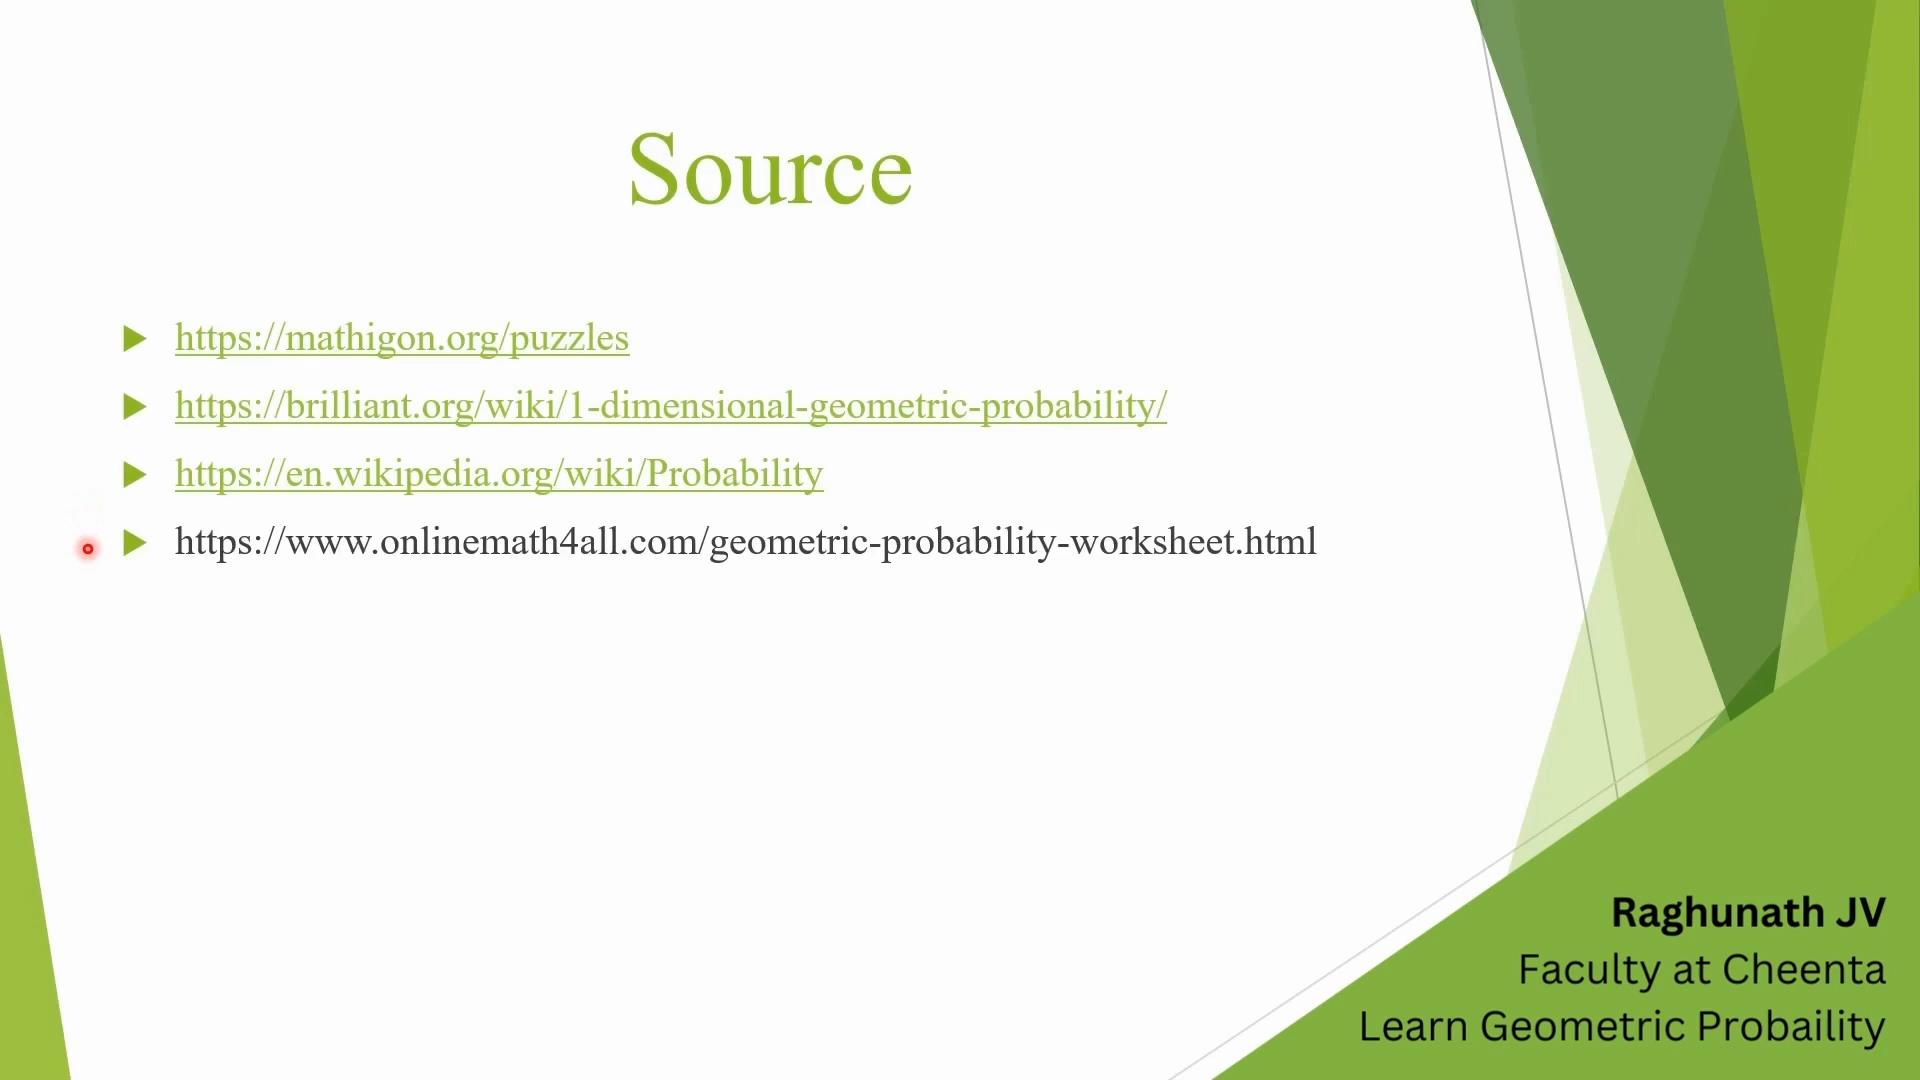 Source
https://mathigon.org/puzzles
https://brilliant.org/wiki/1-dimensional-geometric-probability/
https://en.wikipedia.org/wiki/Probability
https://www.onlinemath4all.com/geometric-probability-worksheet.html
Raghunath JV
Faculty at Cheenta
Learn Geometric Probaility